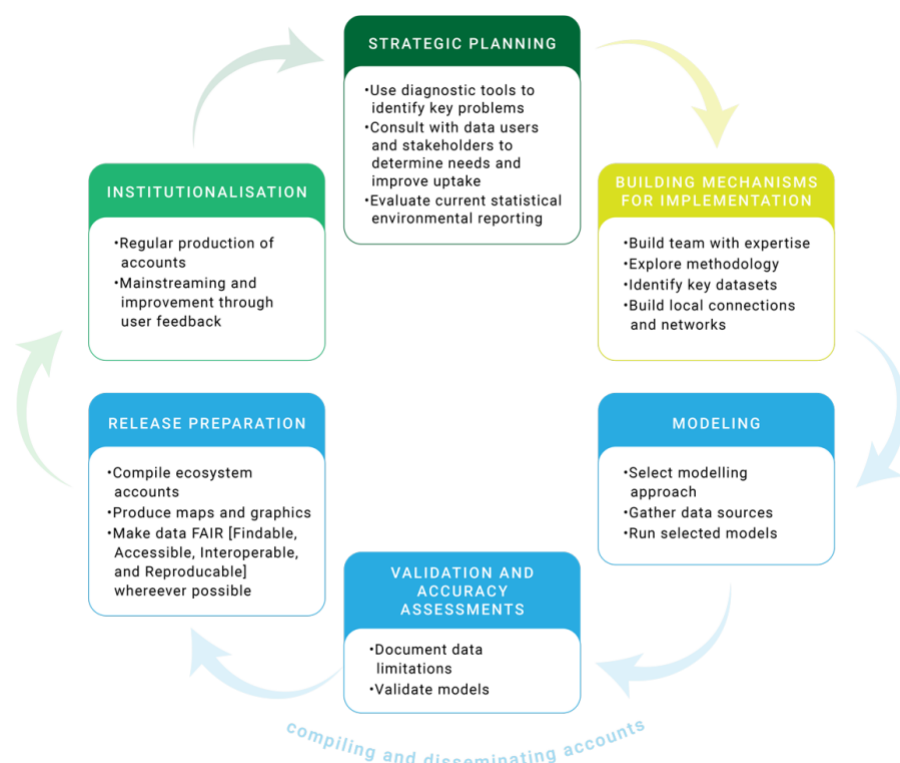 STRATEGIC PLANNING
•Use diagnostic tools to
identify key problems
•Consult with data users
and stakeholders to
determine needs and
improve uptake
•Evaluate current statistical
environmental reporting
BUILDING MECHANISMS
FOR IMPLEMENTATION
•Build team with expertise
•Explore methodology
•Identify key datasets
•Build local connections
and networks
MODELING
•Select modelling
approach
•Gather data sources
•Run selected models
VALIDATION AND
ACCURACY
ASSESSMENTS
•Document data
limitations
•Validate models
RELEASE PREPARATION
•Compile ecosystem
accounts
•Produce maps and graphics
•Make data FAIR [Findable,
Accessible, Interoperable,
and Reproducable]
whereever possible
INSTITUTIONALISATION
•Regular production of
accounts
•Mainstreaming and
improvement through
user feedback
compiling and disseminating accounts